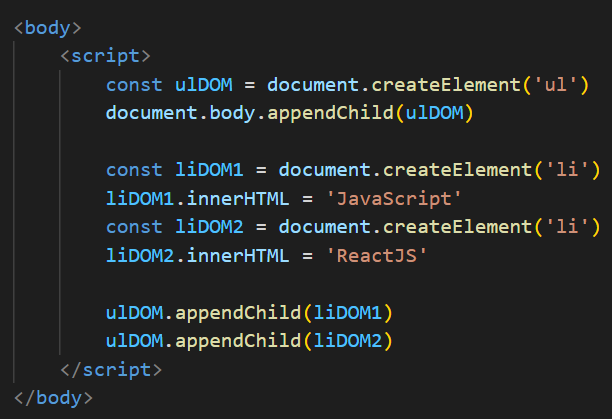 <body>
    <script>
        const ulDOM = document.createElement('ul')
        document.body.appendChild(ulDOM)

        const liDOM1 = document.createElement('li')
        liDOM1.innerHTML = 'JavaScript'
        const liDOM2 = document.createElement('li')
        liDOM2.innerHTML = 'ReactJS'

        ulDOM.appendChild(liDOM1)
        ulDOM.appendChild(liDOM2)
    </script>
</body>